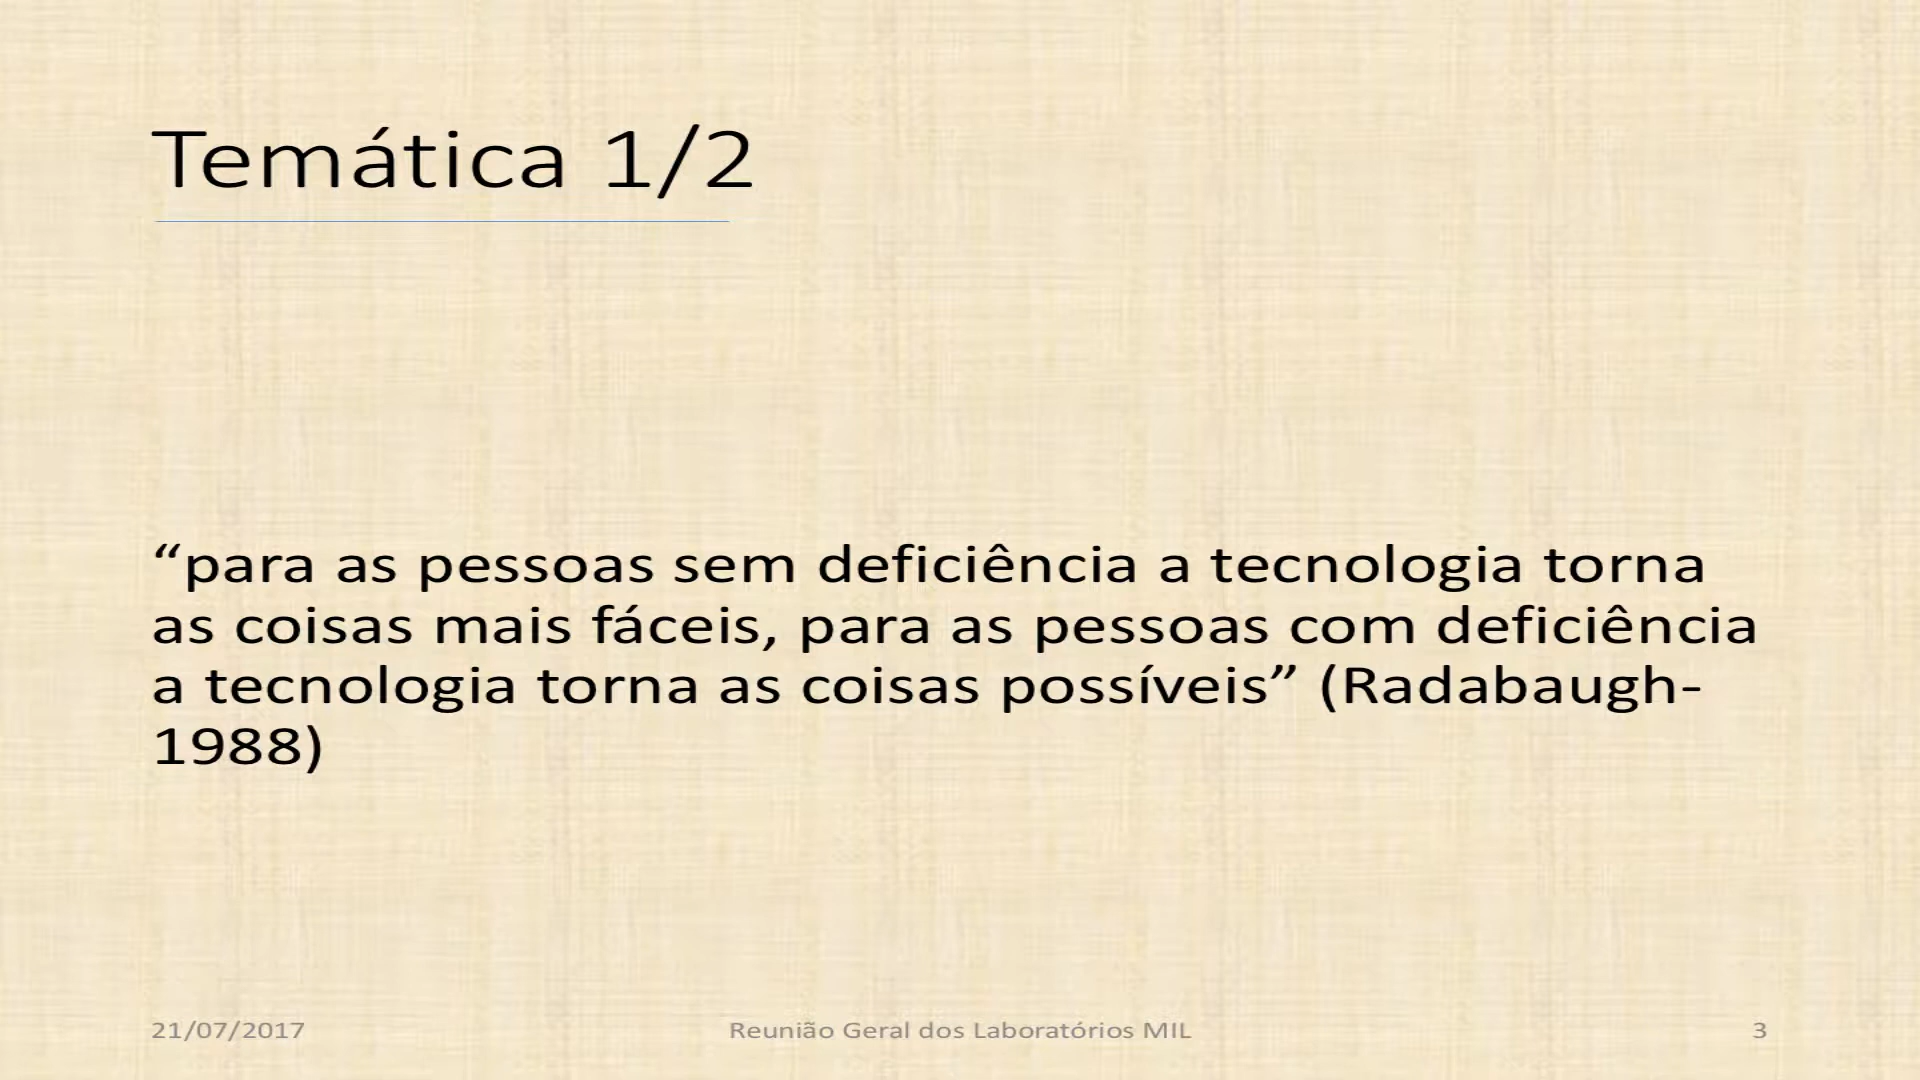 Temática 1/2
“para as pessoas sem deficiência a tecnologia torna
as coisas mais fáceis, para as pessoas com deficiência
a tecnologia torna as coisas possíveis” (Radabaugh-
1988)
21/07/2017
Reunião Geral dos Laboratórios MIL
3